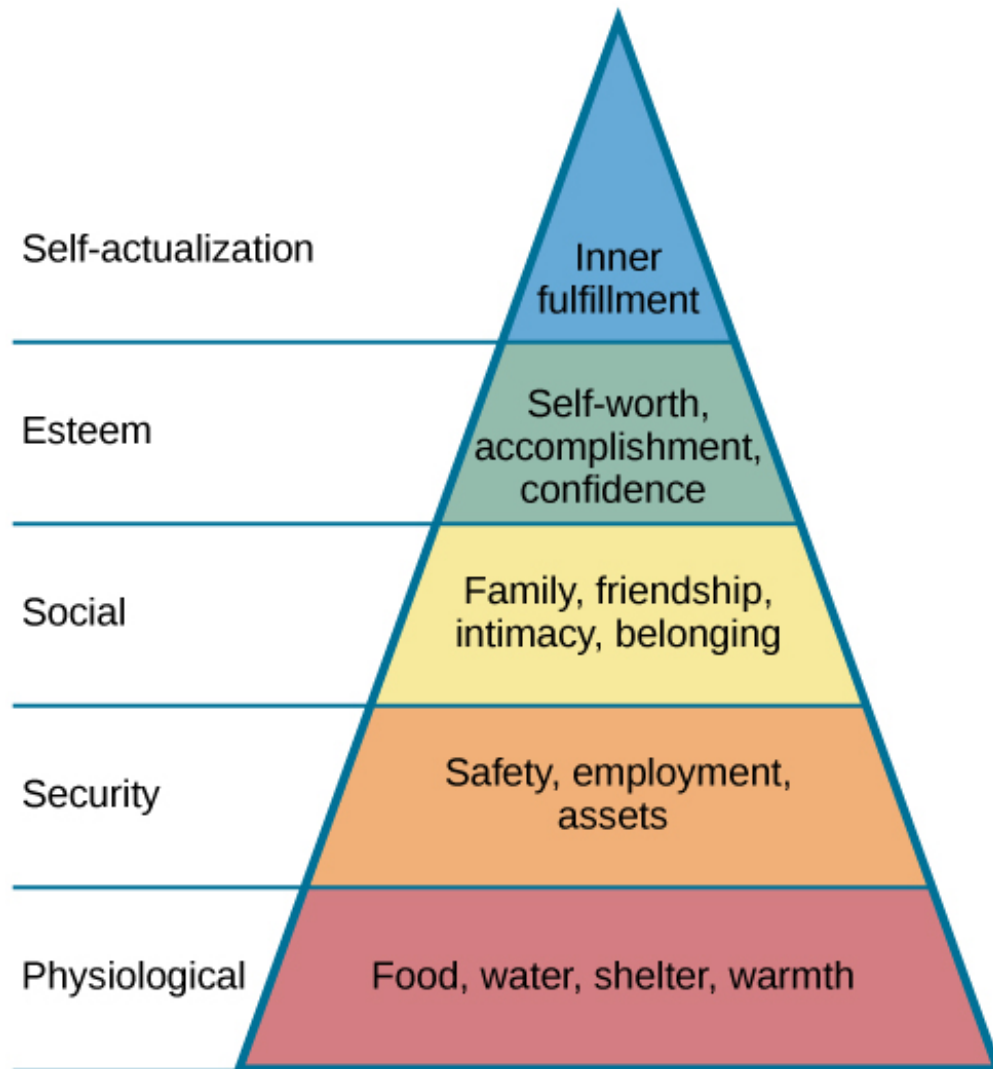 Self-actualization
Inner
fulfillment
Esteem
Self-worth,
accomplishment,
confidence
Social
Family, friendship,
intimacy, belonging
Security
Safety, employment,
assets
Physiological
Food, water, shelter, warmth